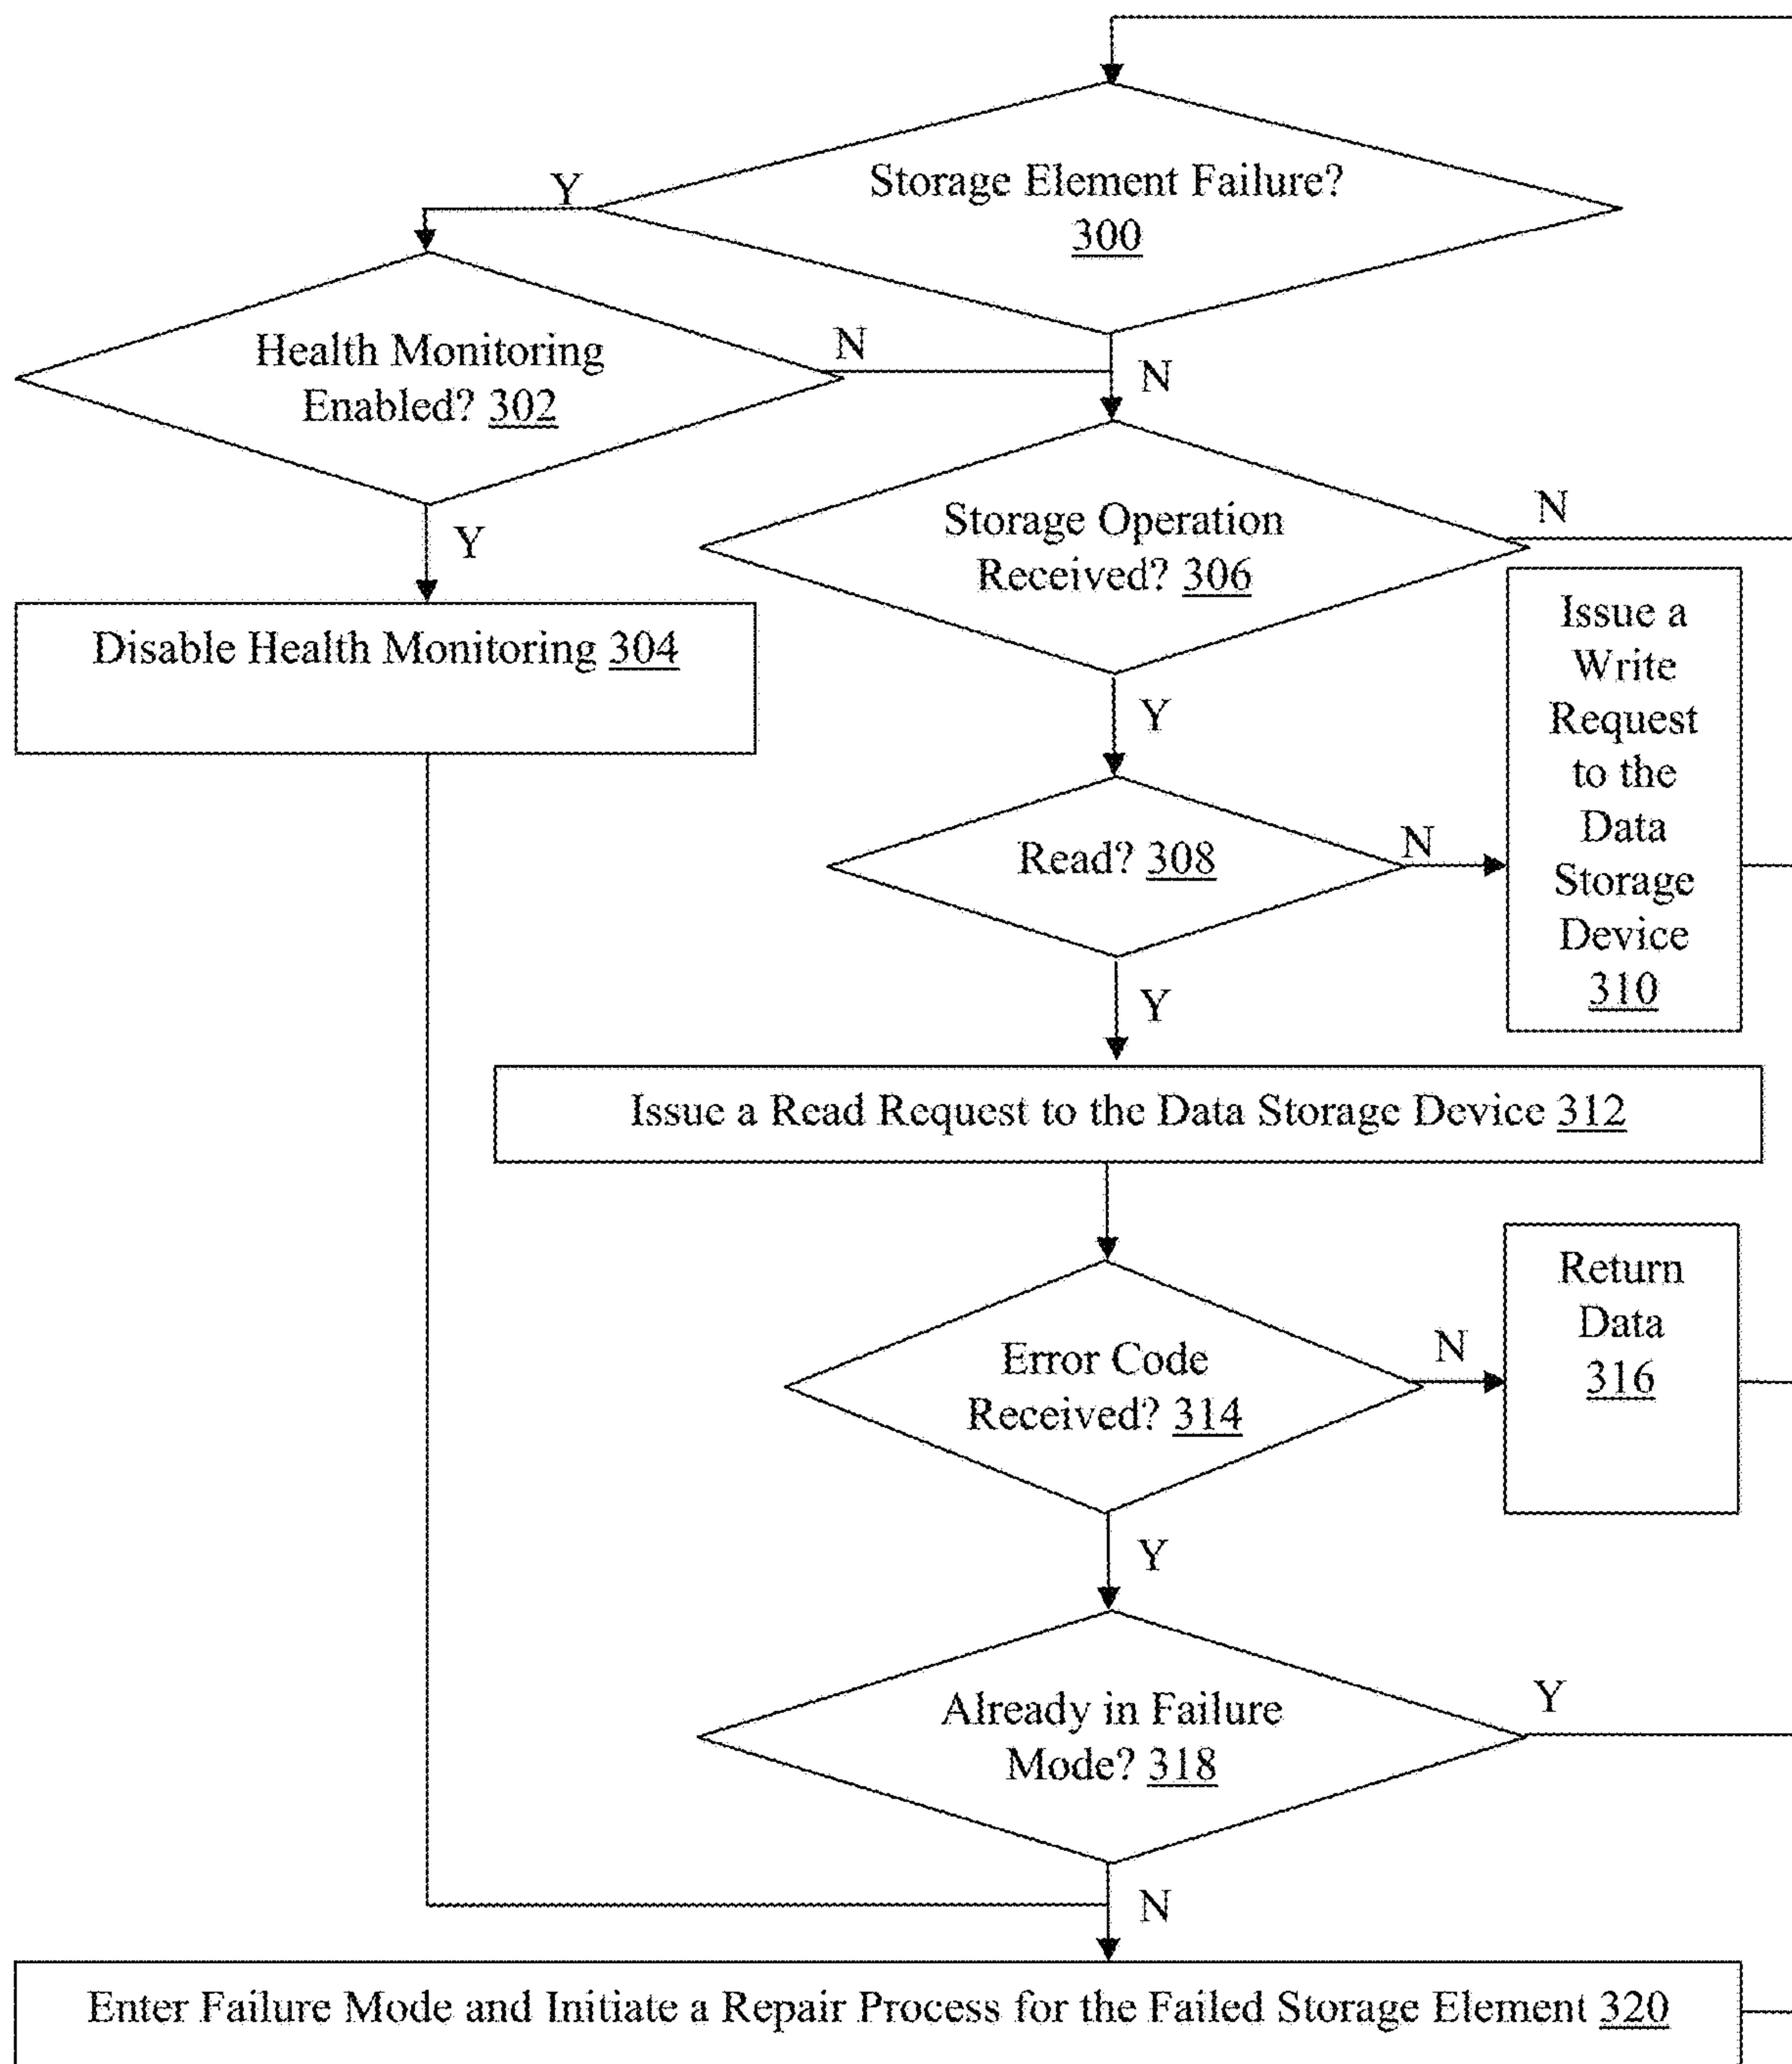 Storage Element Failure?
300
Y
Health Monitoring
Enabled? 302
N
N
Y
Storage Operation
Received? 306
N
Disable Health Monitoring 304
Y
Issue a
Write
Request
to the
Data
Storage
Device
310
Read? 308
N
Y
Issue a Read Request to the Data Storage Device 312
Error Code
Received? 314
N
Return
Data
316
Y
Already in Failure
Mode? 318
Y
N
Enter Failure Mode and Initiate a Repair Process for the Failed Storage Element 320